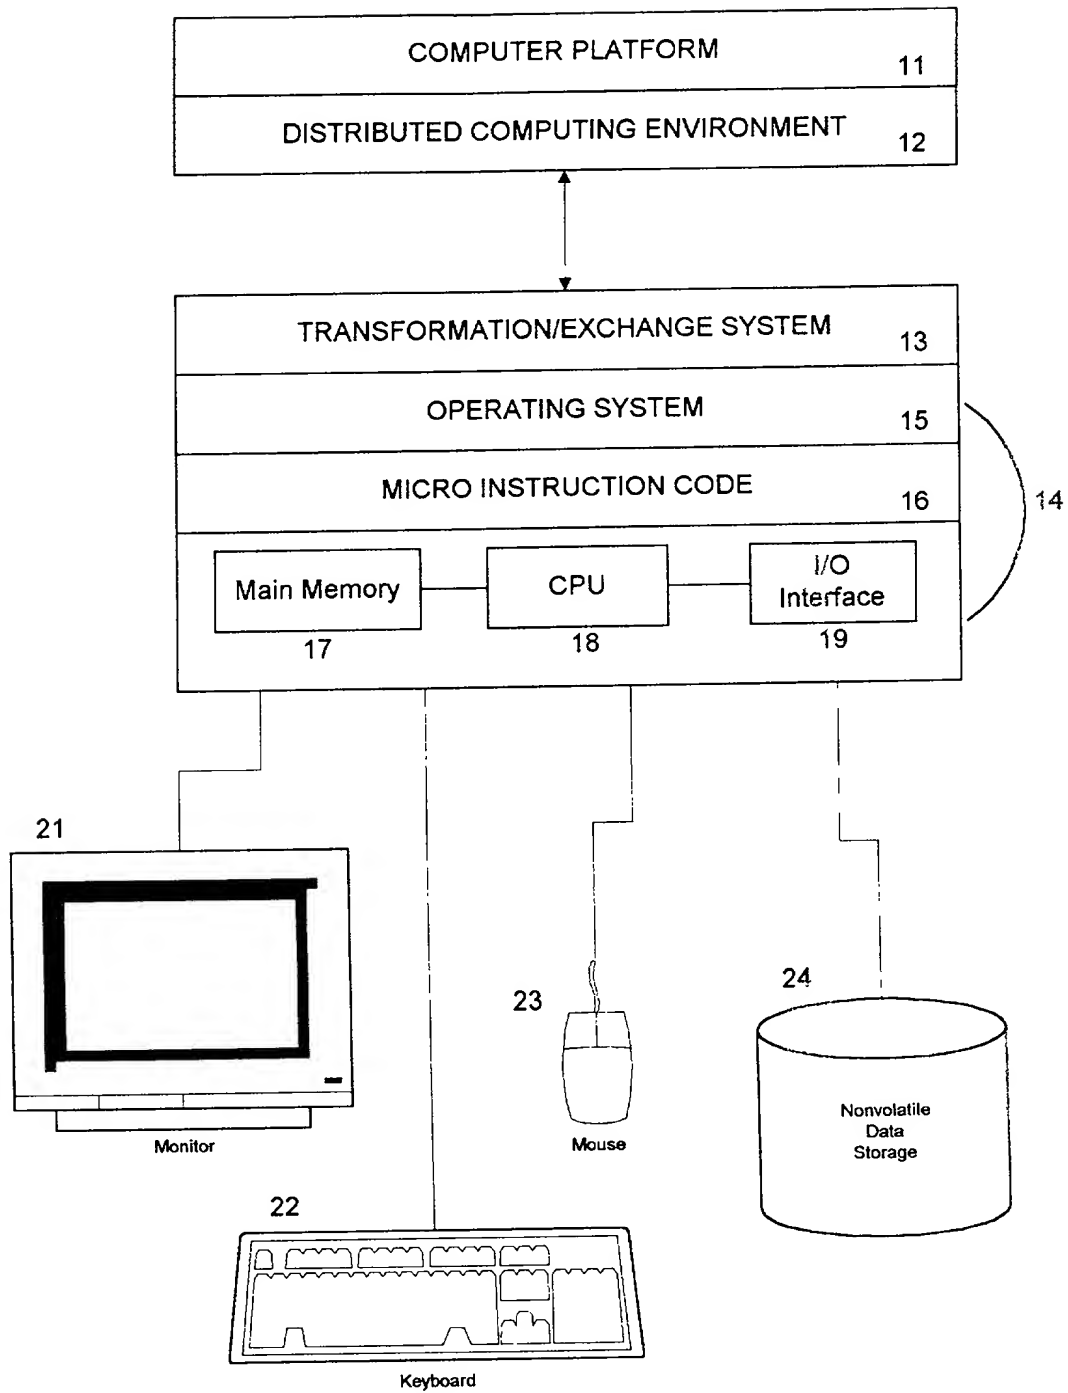 COMPUTER PLATFORM
11
DISTRIBUTED COMPUTING ENVIRONMENT
12
TRANSFORMATION/EXCHANGE SYSTEM
13
OPERATING SYSTEM
15
MICRO INSTRUCTION CODE
16
14
Main Memory
CPU
I/O
Interface
17
18
19
21
Monitor
23
Mouse
24
Nonvolatile
Data
Storage
22
Keyboard